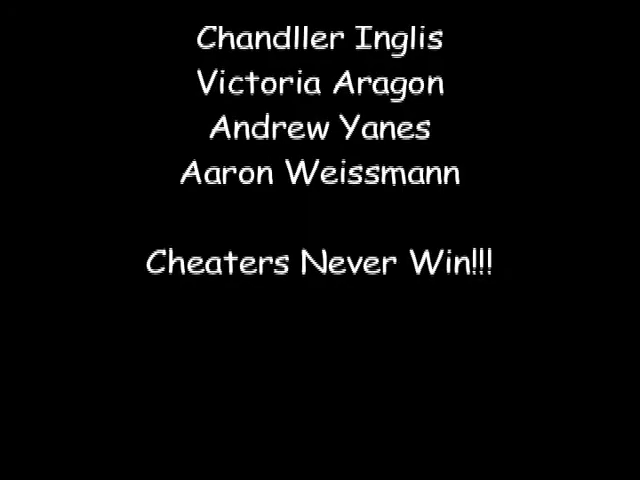 Chandller Inglis
Victoria Aragon
Andrew Yanes
Aaron Weissmann
Cheaters Never Win!!!